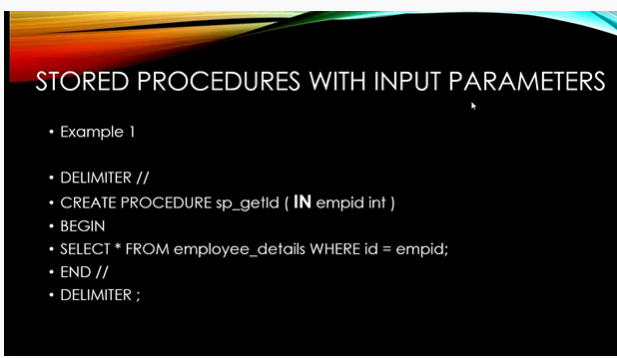 STORED PROCEDURES WITH INPUT PARAMETERS
• Example 1
• DELIMITER //
• CREATE PROCEDURE sp_getId ( IN empid int )
• BEGIN
• SELECT * FROM employee_details WHERE id = empid;
• END //
• DELIMITER ;